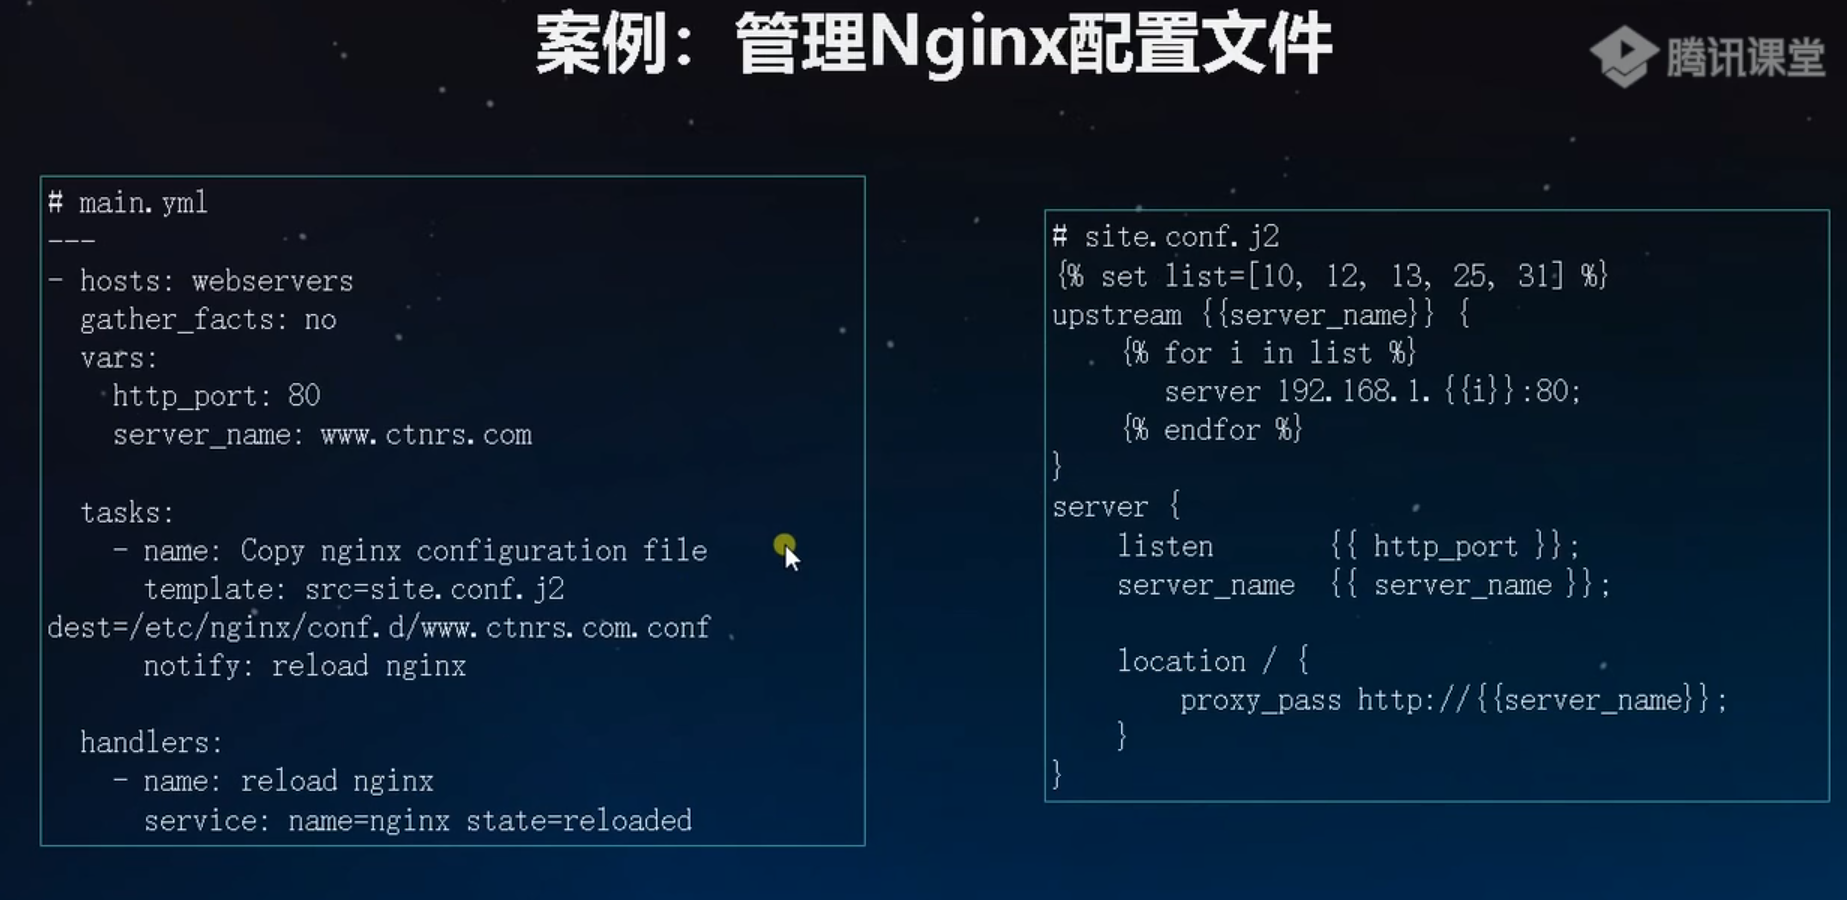 案例：管理Nginx配置文件
腾讯课堂
# main.yml
---
- hosts: webservers
  gather_facts: no
  vars:
    http_port: 80
    server_name: www.ctnrs.com

  tasks:
    - name: Copy nginx configuration file
      template: src=site.conf.j2
dest=/etc/nginx/conf.d/www.ctnrs.com.conf
      notify: reload nginx

  handlers:
    - name: reload nginx
      service: name=nginx state=reloaded
# site.conf.j2
{% set list=[10, 12, 13, 25, 31] %}
upstream {{server_name}} {
    {% for i in list %}
       server 192.168.1.{{i}}:80;
    {% endfor %}
}
server {
    listen       {{ http_port }};
    server_name  {{ server_name }};

    location / {
        proxy_pass http://{{server_name}};
    }
}